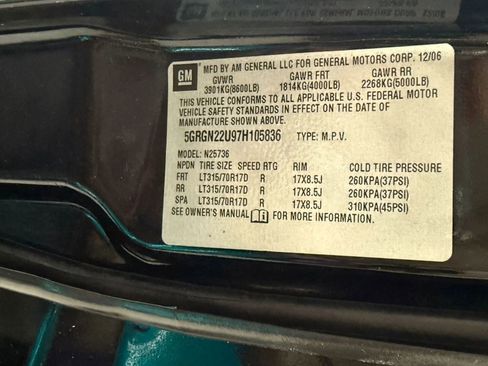 GM
MFD BY AM GENERAL LLC FOR GENERAL MOTORS CORP. 12/06
GVWR GAWR FRT GAWR RR
3901KG(8600LB) 1814KG(4000LB) 2268KG(5000LB)
THIS VEHICLE CONFORMS TO ALL APPLICABLE U.S. FEDERAL MOTOR
VEHICLE SAFETY STANDARDS IN EFFECT ON THE DATE OF
MANUFACTURE SHOWN ABOVE.
5GRGN22U97H105836 TYPE: M.P.V.
MODEL: N25736
NPDN TIRE SIZE SPEED RTG RIM COLD TIRE PRESSURE
FRT LT315/70R17D R 17X8.5J 260KPA(37PSI)
RR LT315/70R17D R 17X8.5J 260KPA(37PSI)
SPA LT315/70R17D R 17X8.5J 310KPA(45PSI)
SEE OWNER'S MANUAL FOR MORE INFORMATION